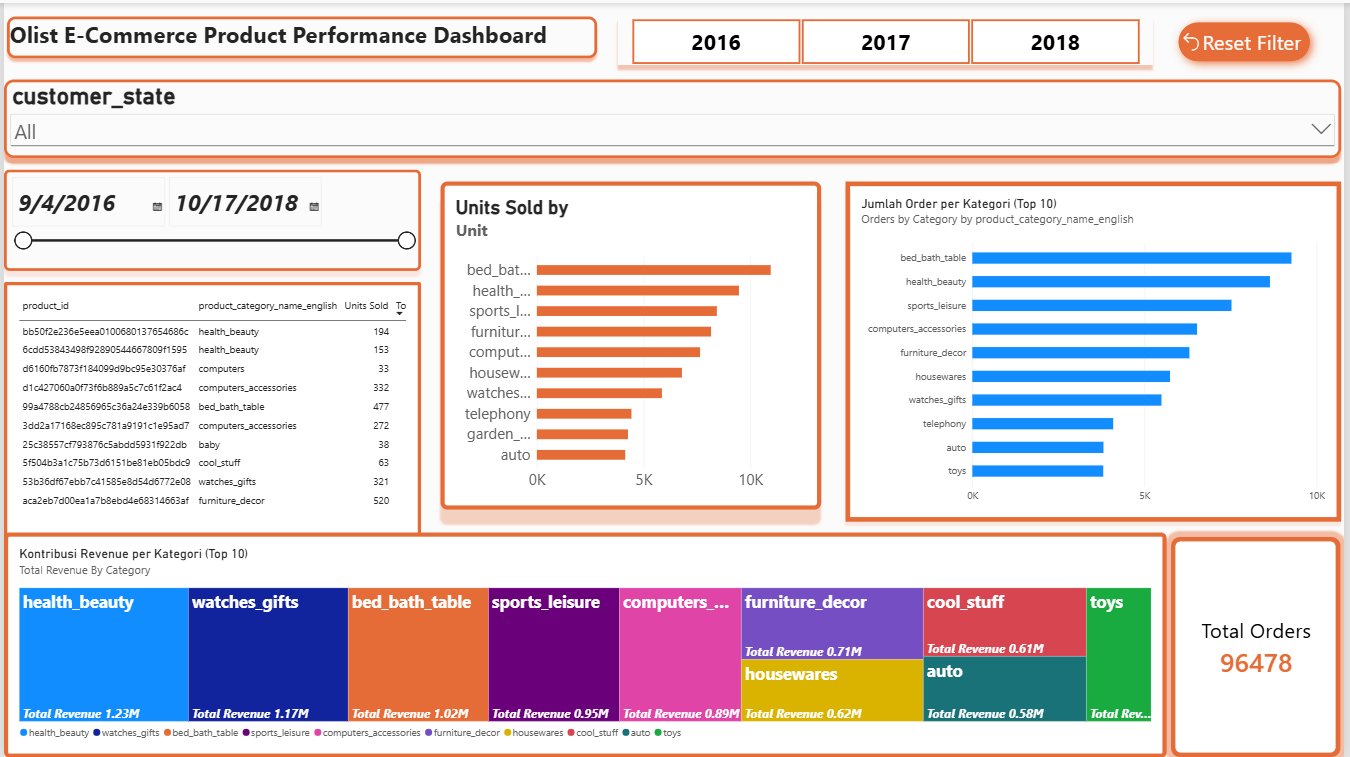 Olist E-Commerce Product Performance Dashboard
2016 2017 2018
Reset Filter
customer_state
All
9/4/2016 10/17/2018
product_id product_category_name_english Units Sold To
bb50f2e236e5eea0100680137654686c health_beauty 194
6cdd53843498f92890544667809f1595 health_beauty 153
d6160fb7873f184099d9bc95e30376af computers 33
d1c427060a0f73f6b889a5c7c61f2ac4 computers_accessories 332
99a4788cb24856965c36a24e339b6058 bed_bath_table 477
3dd2a17168ec895c781a9191c1e95ad7 computers_accessories 272
25c38557cf793876c5abdd5931f922db baby 38
5f504b3a1c75b73d6151be81eb05bdc9 cool_stuff 63
53b36df67ebb7c41585e8d54d6772e08 watches_gifts 321
aca2eb7d00ea1a7b8ebd4e68314663af furniture_decor 520
Units Sold by
Unit
bed_bat...
health_...
sports_l...
furnitur...
comput...
housew...
watches...
telephony
garden_...
auto
0K 5K 10K
Jumlah Order per Kategori (Top 10)
Orders by Category by product_category_name_english
bed_bath_table
health_beauty
sports_leisure
computers_accessories
furniture_decor
housewares
watches_gifts
telephony
auto
toys
0K 5K 10K
Kontribusi Revenue per Kategori (Top 10)
Total Revenue By Category
health_beauty
Total Revenue 1.23M
watches_gifts
Total Revenue 1.17M
bed_bath_table
Total Revenue 1.02M
sports_leisure
Total Revenue 0.95M
computers_...
Total Revenue 0.89M
furniture_decor
Total Revenue 0.71M
housewares
Total Revenue 0.62M
cool_stuff
Total Revenue 0.61M
auto
Total Revenue 0.58M
toys
Total Rev...
health_beauty watches_gifts bed_bath_table sports_leisure computers_accessories furniture_decor housewares cool_stuff auto toys
Total Orders
96478